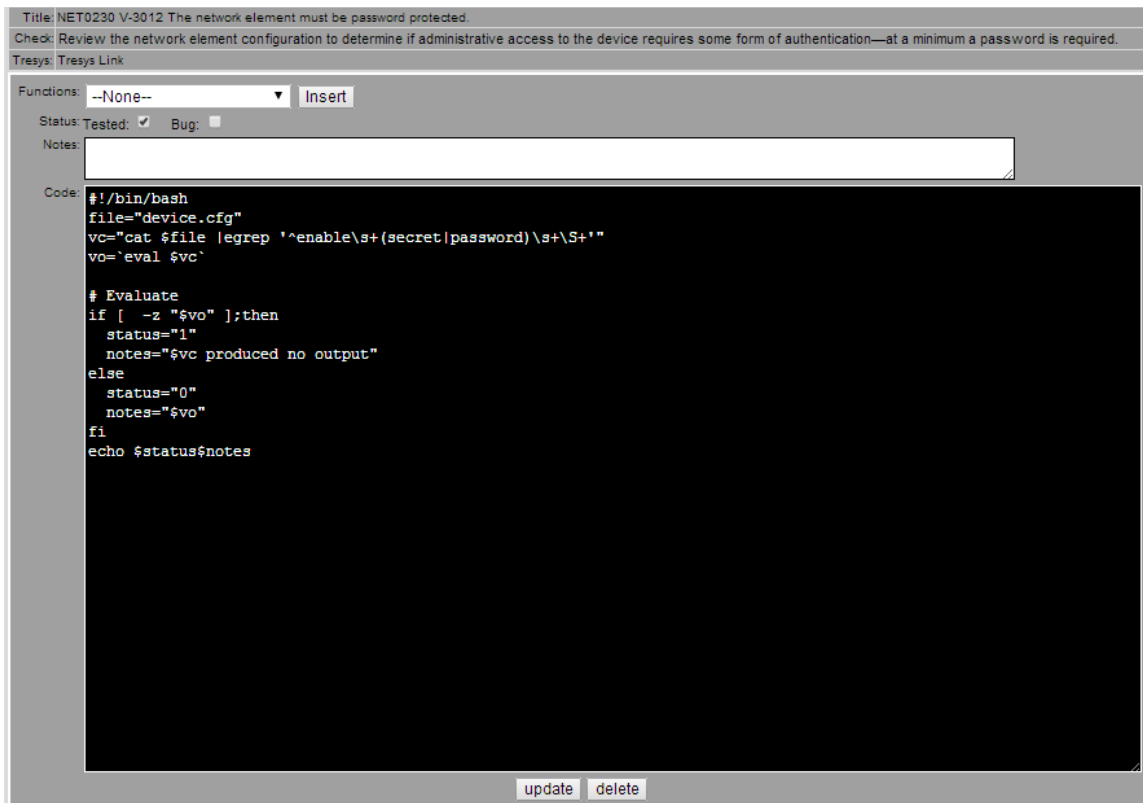 Title: NET0230 V-3012 The network element must be password protected.
Check: Review the network element configuration to determine if administrative access to the device requires some form of authentication—at a minimum a password is required.
Tresys: Tresys Link
Functions: --None-- Insert
Status: Tested: Bug:
Notes:
Code:
#!/bin/bash
file="device.cfg"
vc="cat $file |egrep '^enable\s+(secret|password)\s+\S+'"
vo=`eval $vc`
# Evaluate
if [  -z "$vo" ];then
  status="1"
  notes="$vc produced no output"
else
  status="0"
  notes="$vo"
fi
echo $status$notes
update delete